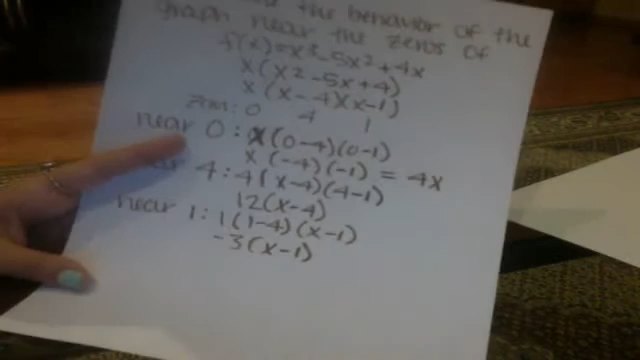 the behavior of the
graph near the zeros of
f(x)=x³-5x²+4x
x(x²-5x+4)
x(x-4)(x-1)
zeros: 0 4 1
near 0: x(0-4)(0-1)
x(-4)(-1) = 4x
4: 4(x-4)(4-1)
12(x-4)
near 1: 1(1-4)(x-1)
-3(x-1)